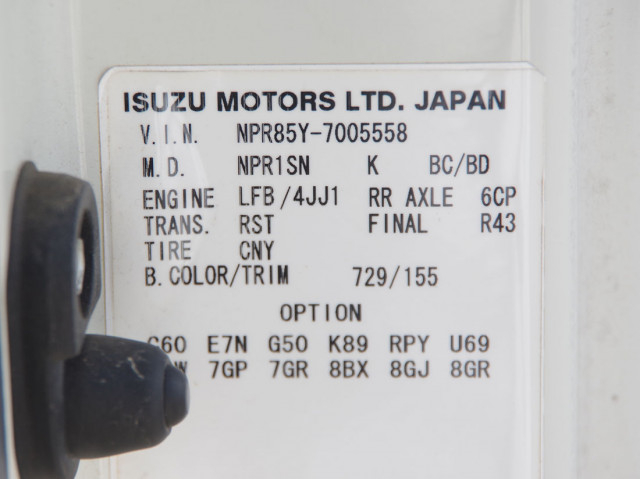 ISUZU MOTORS LTD. JAPAN
V.I.N. NPR85Y-7005558
M.D. NPR1SN K BC/BD
ENGINE LFB/4JJ1 RR AXLE 6CP
TRANS. RST FINAL R43
TIRE CNY
B.COLOR/TRIM 729/155
OPTION
E7N G50 K89 RPY U69
7GP 7GR 8BX 8GJ 8GR